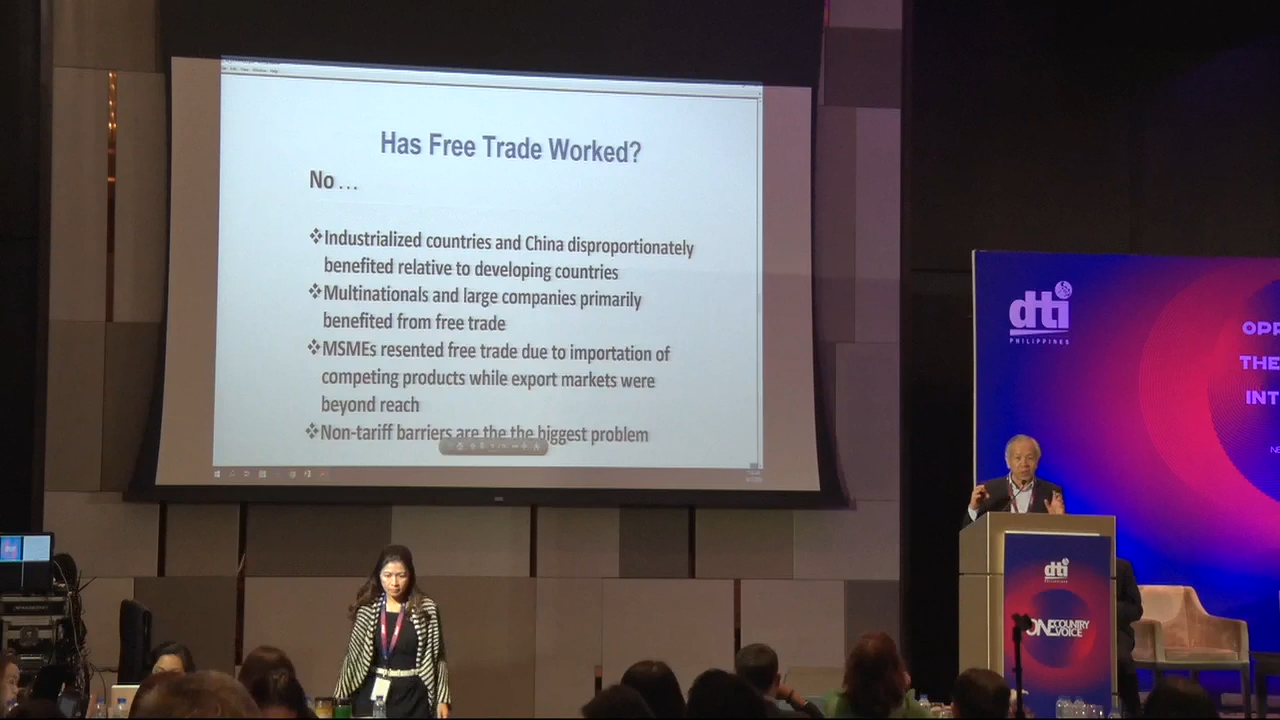 Has Free Trade Worked?
No ...
❖Industrialized countries and China disproportionately
benefited relative to developing countries
❖Multinationals and large companies primarily
benefited from free trade
❖MSMEs resented free trade due to importation of
competing products while export markets were
beyond reach
❖Non-tariff barriers are the the biggest problem
dti
PHILIPPINES
OPP
THE
INT
NE
dti
PHILIPPINES
ONE COUNTRY
VOICE